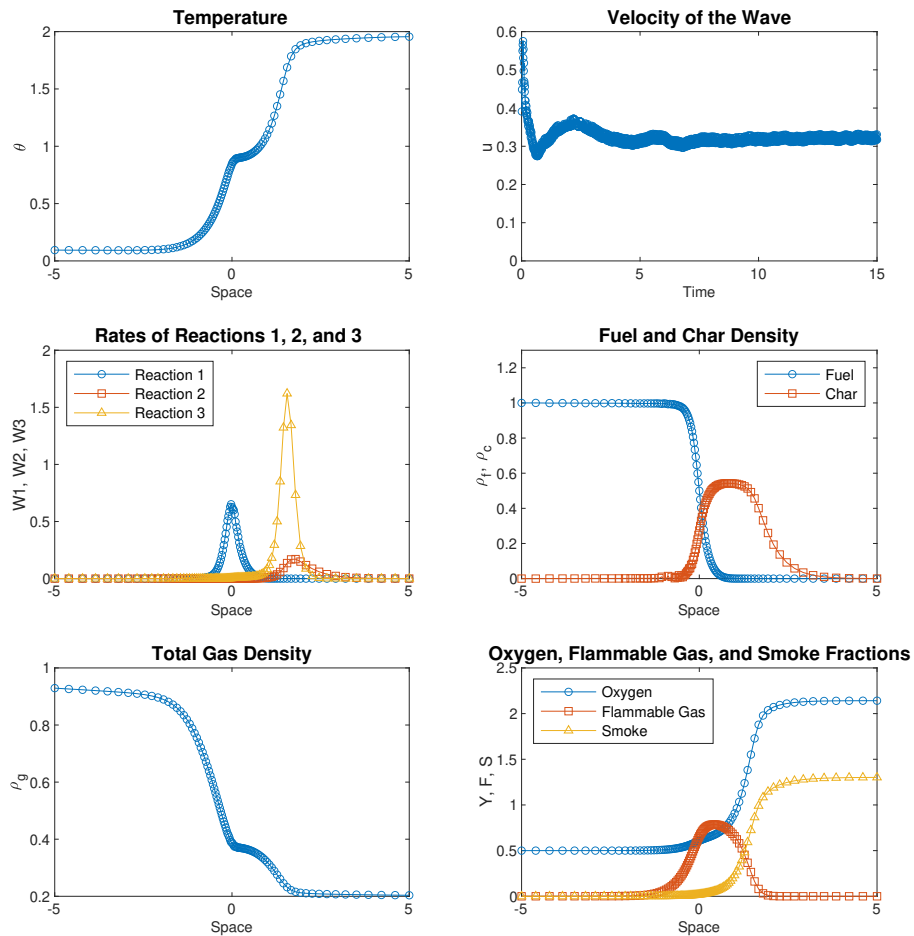 Temperature
2
1.5
1
0.5
0
-5
0
5
θ
Space
Velocity of the Wave
0.6
0.5
0.4
0.3
0.2
0.1
0
0
5
10
15
u
Time
Rates of Reactions 1, 2, and 3
Reaction 1
Reaction 2
Reaction 3
2
1.5
1
0.5
0
-5
0
5
W1, W2, W3
Space
Fuel and Char Density
Fuel
Char
1.2
1
0.8
0.6
0.4
0.2
0
-5
0
5
ρf, ρc
Space
Total Gas Density
1
0.8
0.6
0.4
0.2
-5
0
5
ρg
Space
Oxygen, Flammable Gas, and Smoke Fractions
Oxygen
Flammable Gas
Smoke
2.5
2
1.5
1
0.5
0
-5
0
5
Y, F, S
Space